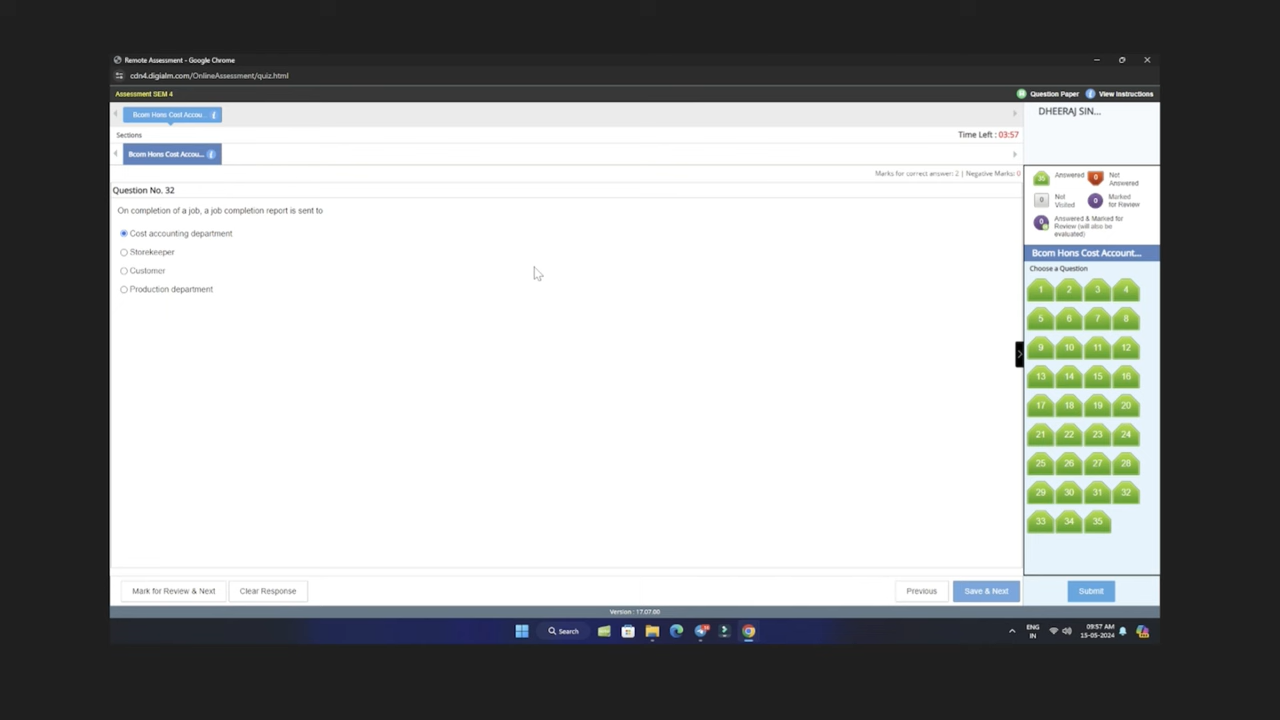 Remote Assessment - Google Chrome
cdn4.digialm.com/OnlineAssessment/quiz.html
Assessment SEM 4
Question Paper
View Instructions
Bcom Hons Cost Accou...
DHEERAJ SIN...
Sections
Time Left : 03:57
Bcom Hons Cost Accou...
Marks for correct answer: 2 | Negative Marks: 0
Question No. 32
On completion of a job, a job completion report is sent to
Cost accounting department
Storekeeper
Customer
Production department
35 Answered
0 Not Answered
0 Not Visited
0 Marked for Review
0 Answered & Marked for Review (will also be evaluated)
Bcom Hons Cost Account...
Choose a Question
1 2 3 4
5 6 7 8
9 10 11 12
13 14 15 16
17 18 19 20
21 22 23 24
25 26 27 28
29 30 31 32
33 34 35
Mark for Review & Next
Clear Response
Previous
Save & Next
Submit
Version : 17.07.00
Search
ENG
IN
09:57 AM
15-05-2024